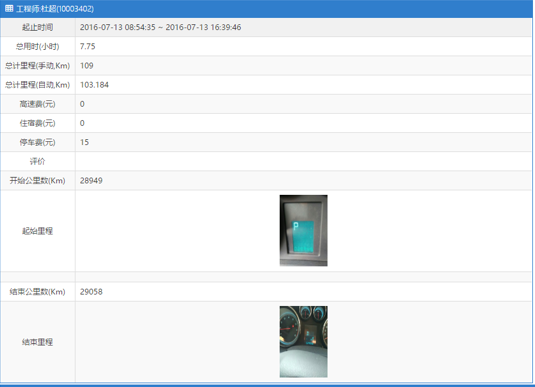 工程师:杜超(10003402)
起止时间 2016-07-13 08:54:35 ~ 2016-07-13 16:39:46
总用时(小时) 7.75
总计里程(手动,Km) 109
总计里程(自动,Km) 103.184
高速费(元) 0
住宿费(元) 0
停车费(元) 15
评价
开始公里数(Km) 28949
起始里程
结束公里数(Km) 29058
结束里程